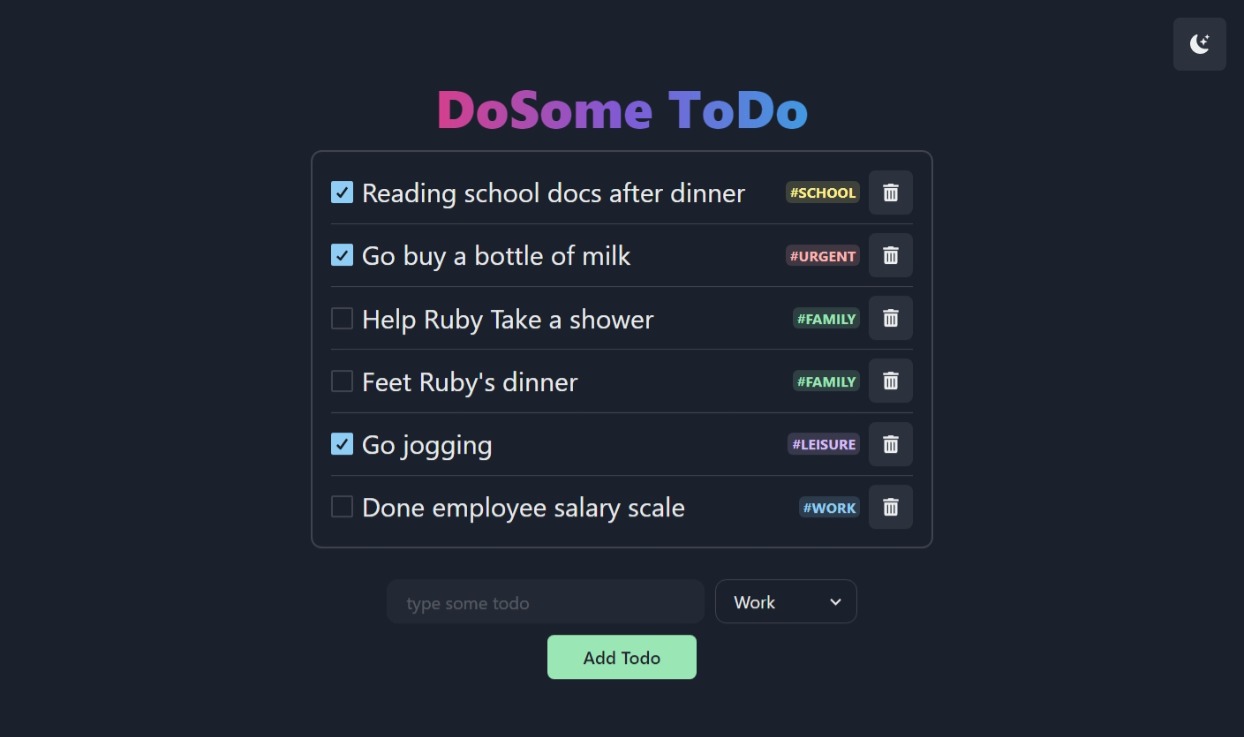 DoSome ToDo
Reading school docs after dinner #SCHOOL
Go buy a bottle of milk #URGENT
Help Ruby Take a shower #FAMILY
Feet Ruby's dinner #FAMILY
Go jogging #LEISURE
Done employee salary scale #WORK
type some todo Work
Add Todo